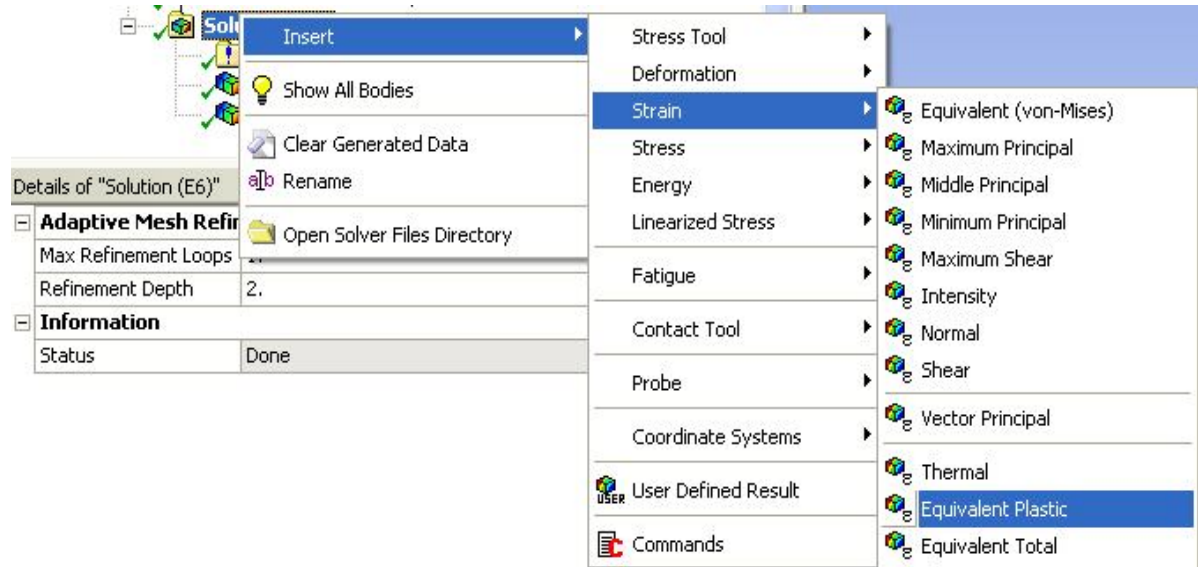 Solu
Insert
Show All Bodies
Clear Generated Data
Rename
Open Solver Files Directory
Details of "Solution (E6)"
Adaptive Mesh Refin
Max Refinement Loops
Refinement Depth 2.
Information
Status Done
Stress Tool
Deformation
Strain
Stress
Energy
Linearized Stress
Fatigue
Contact Tool
Probe
Coordinate Systems
USER User Defined Result
Commands
Equivalent (von-Mises)
Maximum Principal
Middle Principal
Minimum Principal
Maximum Shear
Intensity
Normal
Shear
Vector Principal
Thermal
Equivalent Plastic
Equivalent Total